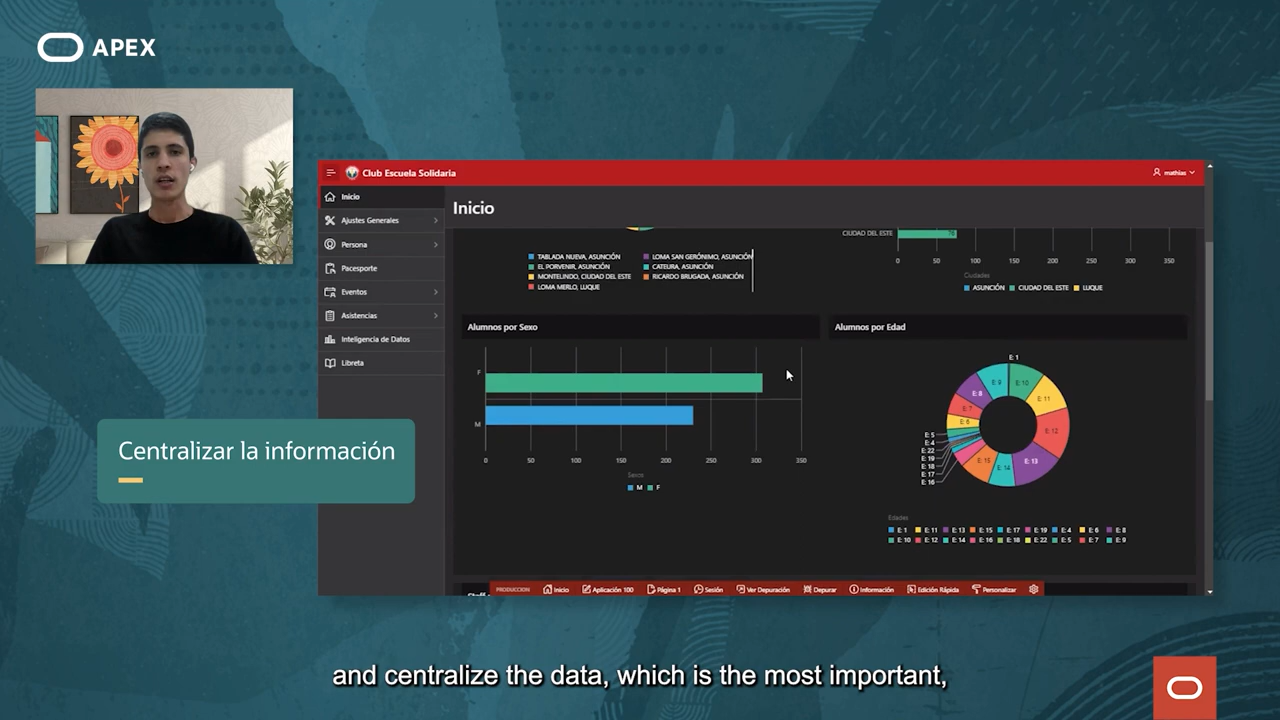 APEX
Club Escuela Solidaria
mathias
Inicio
Ajustes Generales
Persona
Pacesporte
Eventos
Asistencias
Inteligencia de Datos
Libreta
Inicio
TABLADA NUEVA, ASUNCIÓN
LOMA SAN GERÓNIMO, ASUNCIÓN
EL PORVENIR, ASUNCIÓN
CATEURA, ASUNCIÓN
MONTELINDO, CIUDAD DEL ESTE
RICARDO BRUGADA, ASUNCIÓN
LOMA MERLO, LUQUE
CIUDAD DEL ESTE
0 50 100 150 200 250 300 350
Ciudades
ASUNCIÓN CIUDAD DEL ESTE LUQUE
Alumnos por Sexo
F
M
0 50 100 150 200 250 300 350
Sexos
M F
Alumnos por Edad
E: 1
E: 10
E: 11
E: 12
E: 13
E: 14
E: 15
E: 16
E: 17
E: 18
E: 19
E: 22
E: 4
E: 5
E: 6
E: 7
E: 8
E: 9
Edades
E: 1 E: 11 E: 13 E: 15 E: 17 E: 19 E: 4 E: 6 E: 8
E: 10 E: 12 E: 14 E: 16 E: 18 E: 22 E: 5 E: 7 E: 9
PRODUCCION Inicio Aplicación 100 Página 1 Sesión Ver Depuración Depurar Información Edición Rápida Personalizar
Centralizar la información
and centralize the data, which is the most important,